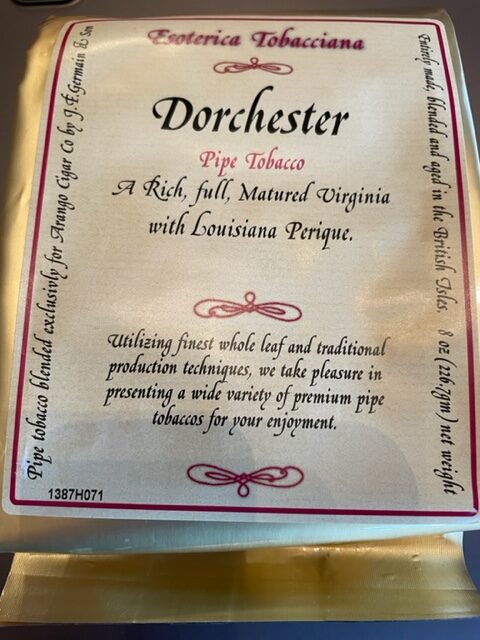 Esoterica Tobacciana
Dorchester
Pipe Tobacco
A Rich, full, Matured Virginia
with Louisiana Perique.
Utilizing finest whole leaf and traditional
production techniques, we take pleasure in
presenting a wide variety of premium pipe
tobaccos for your enjoyment.
Pipe tobacco blended exclusivly for Arango Cigar Co by J.F.Germain & Son
Entirely made, blended and aged in the British Isles. 8 oz (226.7gm) net weight
1387H071